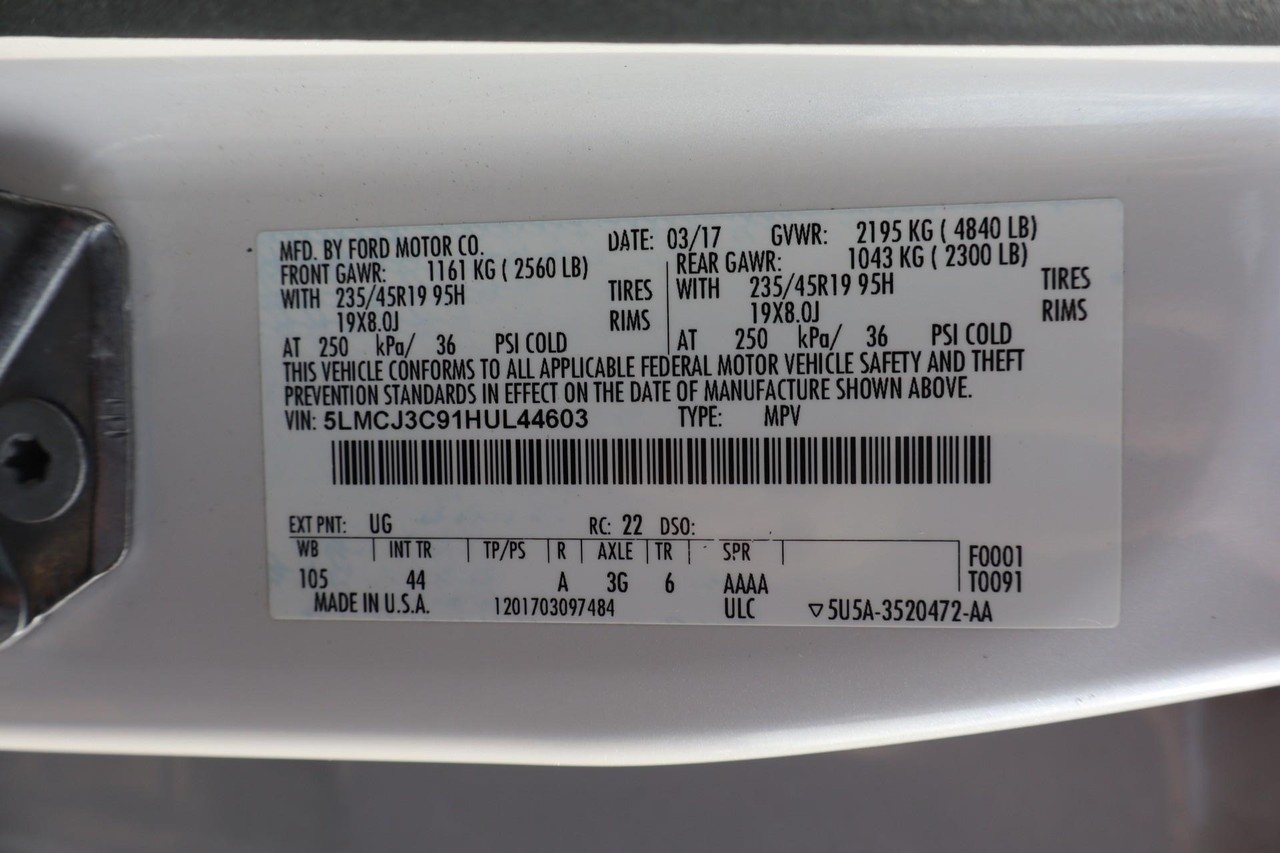 MFD. BY FORD MOTOR CO. DATE: 03/17 GVWR: 2195 KG ( 4840 LB)
FRONT GAWR: 1161 KG ( 2560 LB) REAR GAWR: 1043 KG ( 2300 LB)
WITH 235/45R19 95H TIRES WITH 235/45R19 95H TIRES
19X8.0J RIMS 19X8.0J RIMS
AT 250 kPa/ 36 PSI COLD AT 250 kPa/ 36 PSI COLD
THIS VEHICLE CONFORMS TO ALL APPLICABLE FEDERAL MOTOR VEHICLE SAFETY AND THEFT
PREVENTION STANDARDS IN EFFECT ON THE DATE OF MANUFACTURE SHOWN ABOVE.
VIN: 5LMCJ3C91HUL44603 TYPE: MPV
EXT PNT: UG RC: 22 DSO:
WB INT TR TP/PS R AXLE TR SPR F0001
105 44 A 3G 6 AAAA T0091
MADE IN U.S.A. 1201703097484 ULC ▽5U5A-3520472-AA